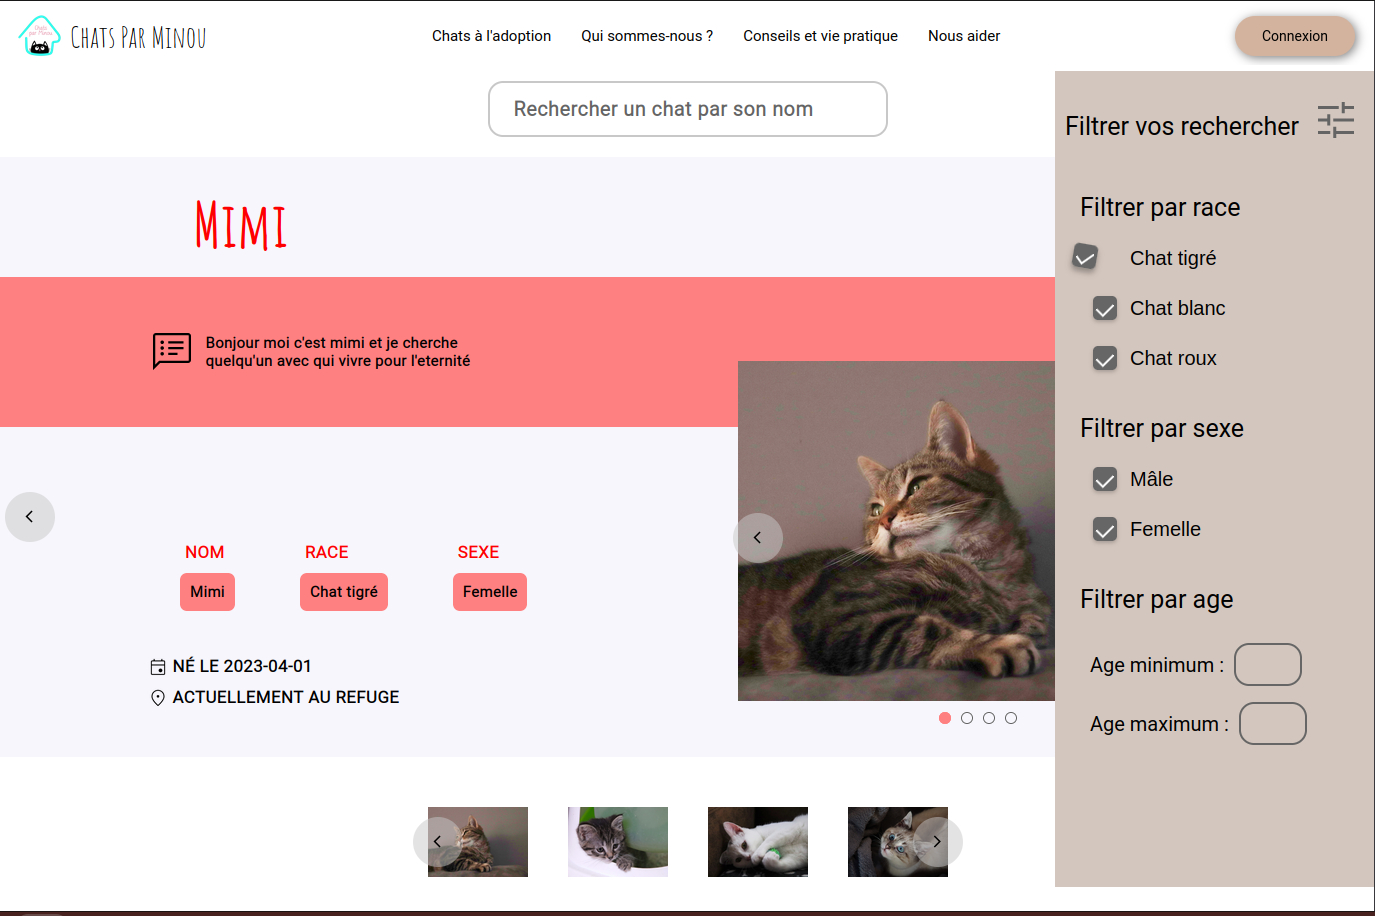 Chats
par Minou
Chats Par Minou
Chats à l'adoption
Qui sommes-nous ?
Conseils et vie pratique
Nous aider
Connexion
Rechercher un chat par son nom
Filtrer vos rechercher
Mimi
Bonjour moi c'est mimi et je cherche
quelqu'un avec qui vivre pour l'eternité
NOM
RACE
SEXE
Mimi
Chat tigré
Femelle
NÉ LE 2023-04-01
ACTUELLEMENT AU REFUGE
Filtrer par race
Chat tigré
Chat blanc
Chat roux
Filtrer par sexe
Mâle
Femelle
Filtrer par age
Age minimum :
Age maximum :